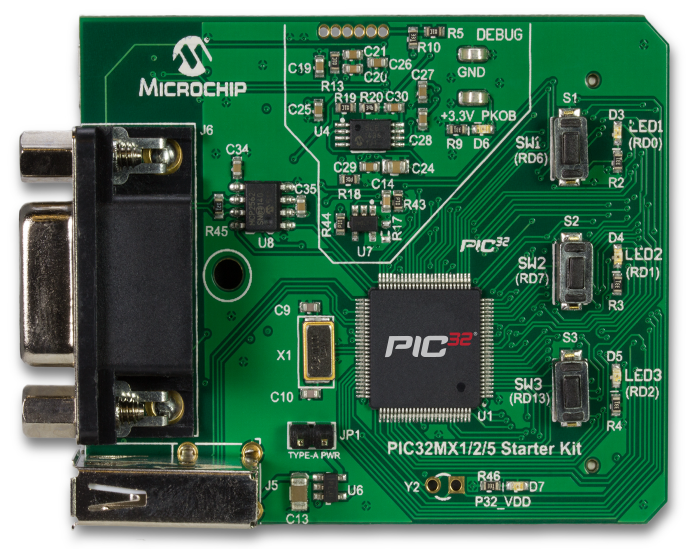 R5
DEBUG
R10
C21
C19
C26
C20
GND
R13
C27
MICROCHIP
R19
R20
C30
C25
U4
+3.3V_PKOB
C28
R9
D6
S1
D3
LED1
(RD0)
SW1
(RD6)
R2
J6
C34
C29
C24
R18
C14
C35
R43
R45
U8
R44
R17
U7
PIC32
S2
D4
LED2
(RD1)
SW2
(RD7)
R3
C9
X1
PIC32
S3
D5
LED3
(RD2)
SW3
(RD13)
R4
C10
U1
JP1
TYPE-A PWR
PIC32MX1/2/5 Starter Kit
J5
U6
C13
Y2
R46
D7
P32_VDD